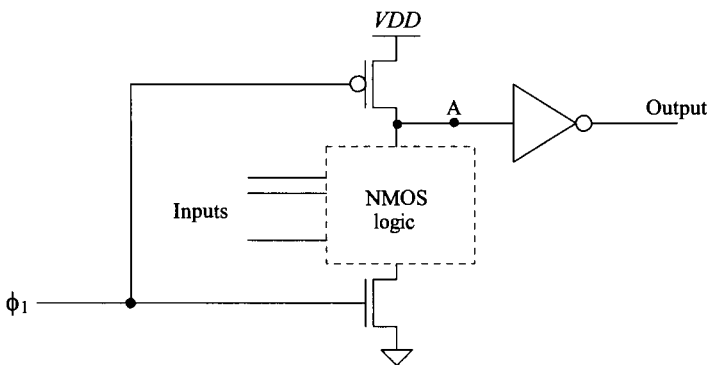 VDD
A
Output
Inputs
NMOS
logic
ϕ1